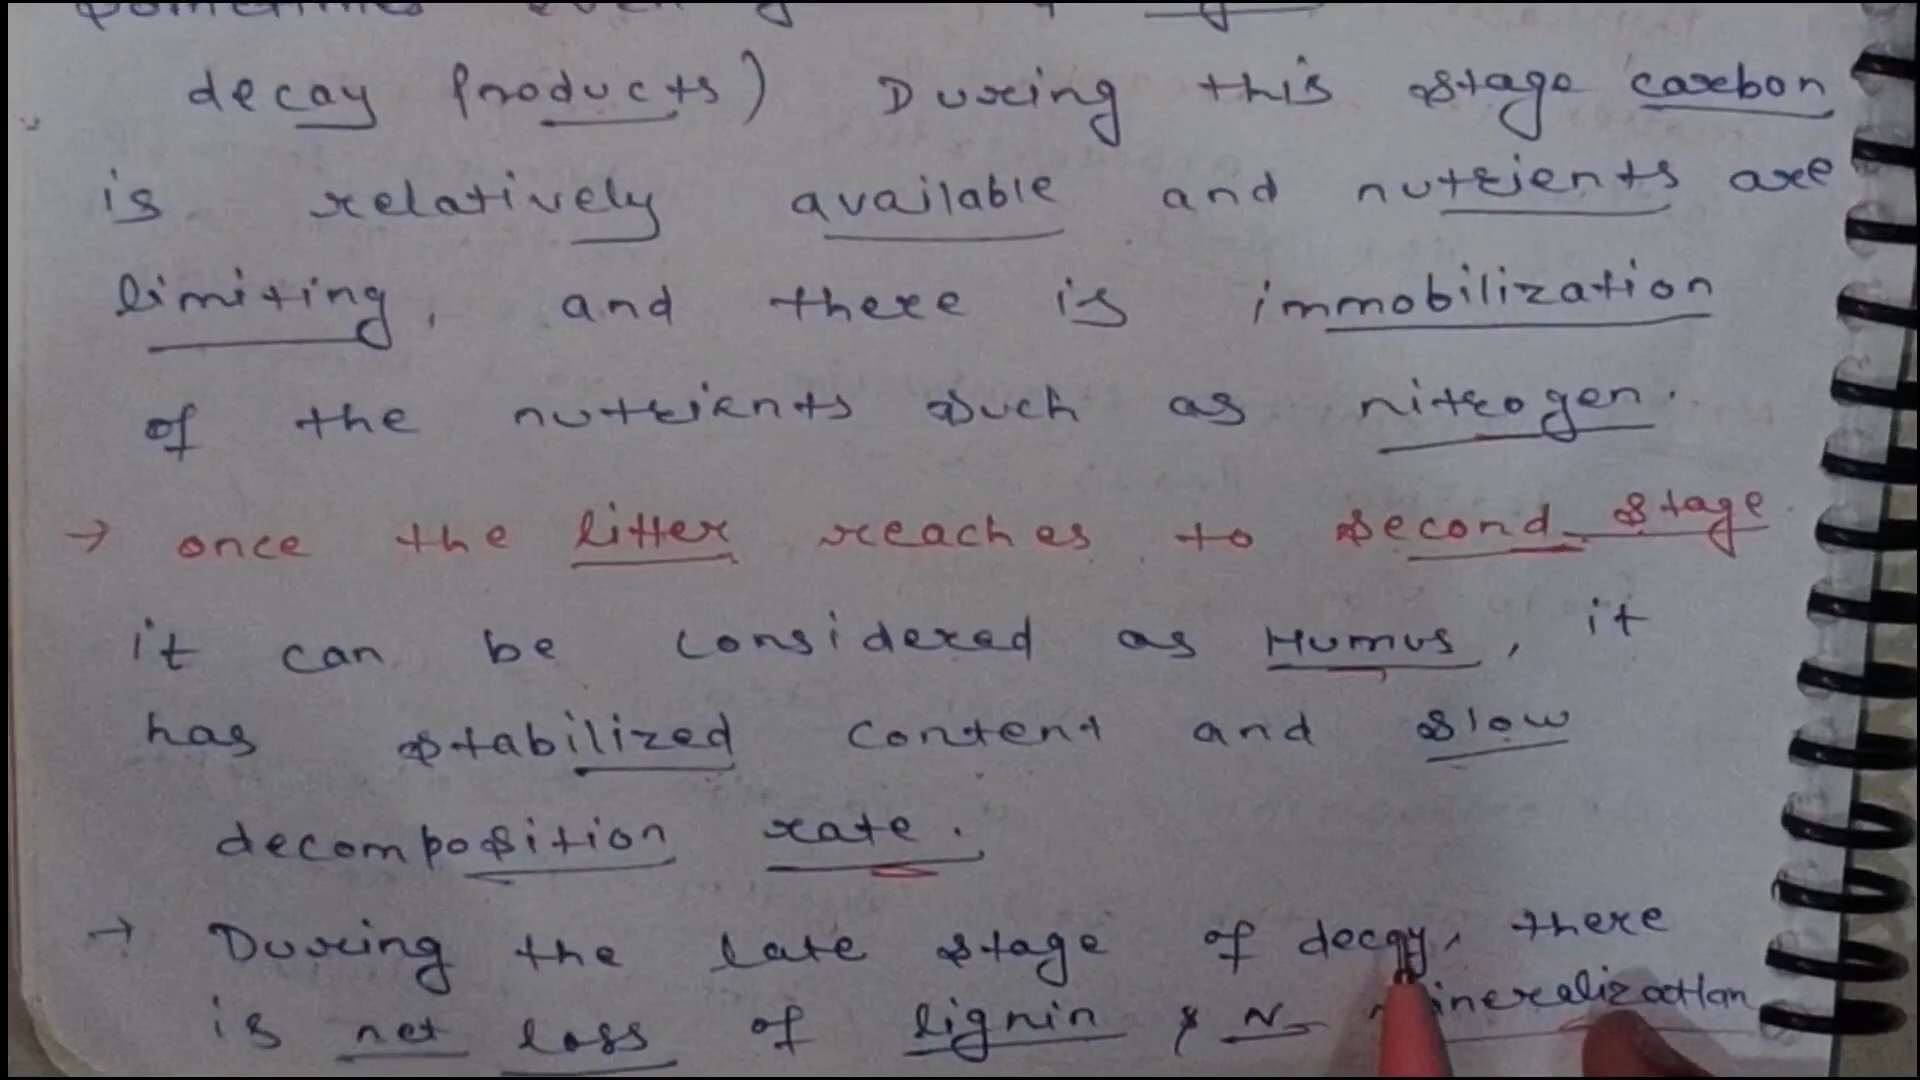 sometimes even
decay products) During this stage carbon
is relatively available and nutrients are
limiting, and there is immobilization
of the nutrients such as nitrogen.
→ once the litter reaches to second stage
it can be considered as Humus, it
has stabilized content and slow
decomposition rate.
→ During the late stage of decay, there
is net loss of lignin & N- mineralization